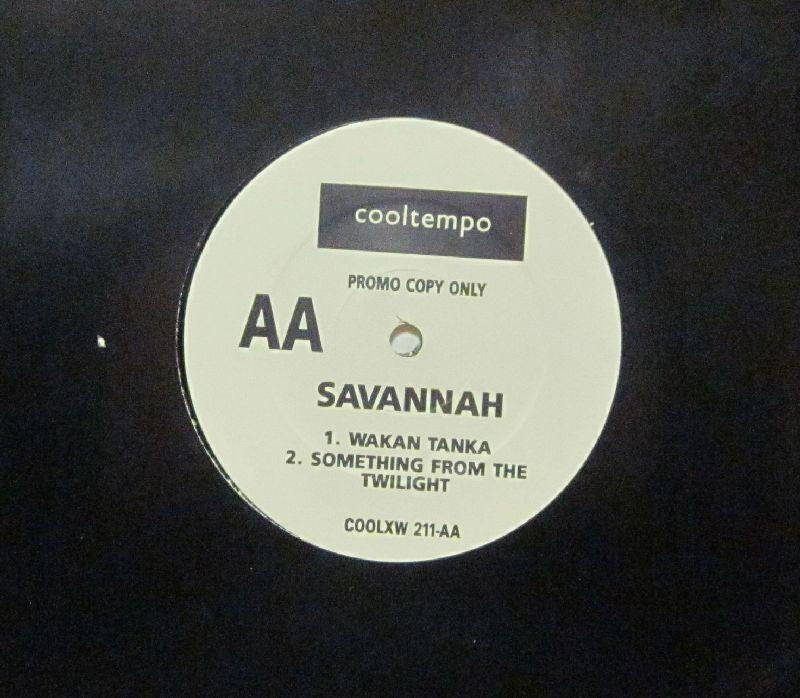 cooltempo
PROMO COPY ONLY
AA
SAVANNAH
1. WAKAN TANKA
2. SOMETHING FROM THE
TWILIGHT
COOLXW 211-AA